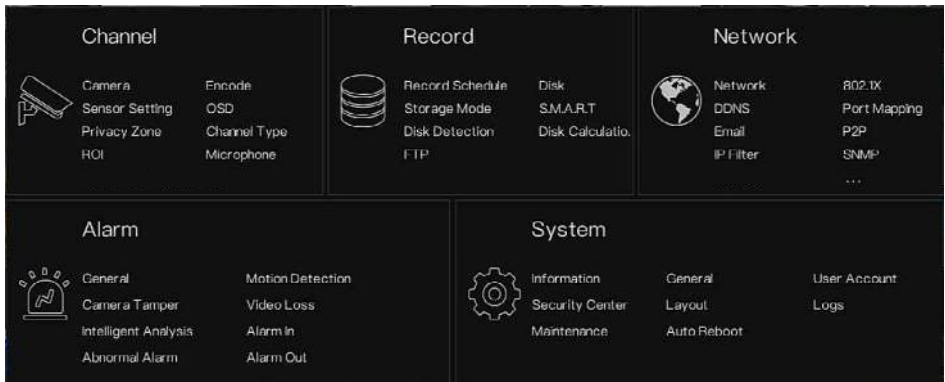 Channel
Camera Encode
Sensor Setting OSD
Privacy Zone Channel Type
ROI Microphone
Record
Record Schedule Disk
Storage Mode S.M.A.R.T
Disk Detection Disk Calculatio.
FTP
Network
Network 802.1X
DDNS Port Mapping
Email P2P
IP Filter SNMP
...
Alarm
General Motion Detection
Camera Tamper Video Loss
Intelligent Analysis Alarm In
Abnormal Alarm Alarm Out
System
Information General User Account
Security Center Layout Logs
Maintenance Auto Reboot